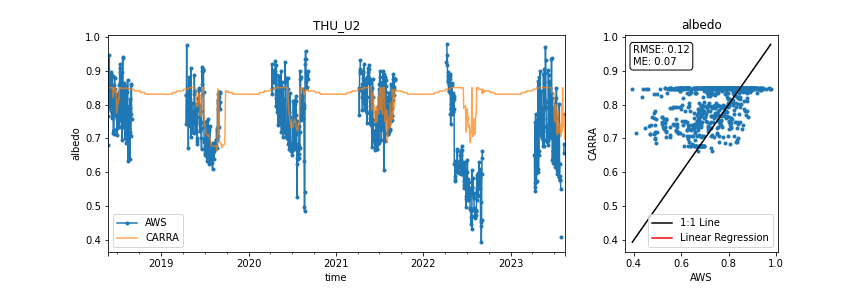 THU_U2
albedo
1.0
0.9
0.8
0.7
0.6
0.5
0.4
albedo
AWS
CARRA
2019
2020
2021
2022
2023
time
albedo
RMSE: 0.12
ME: 0.07
1.0
0.9
0.8
0.7
0.6
0.5
0.4
CARRA
1:1 Line
Linear Regression
0.4
0.6
0.8
1.0
AWS